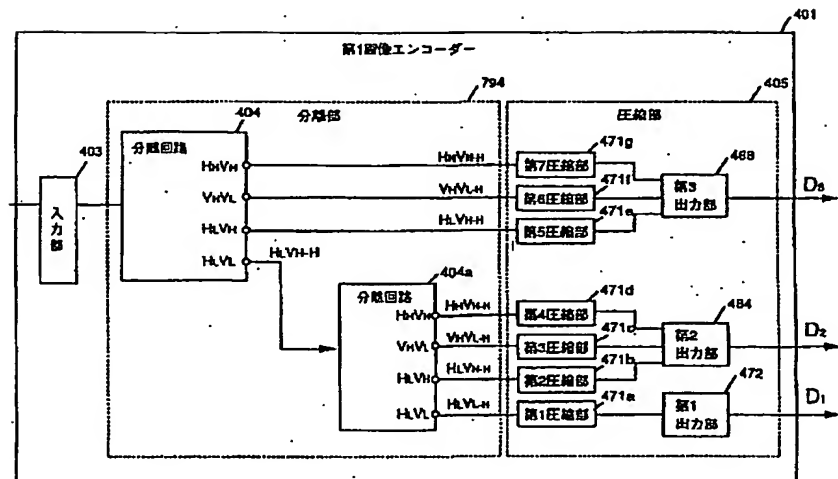 401
第1画像エンコーダー
794
405
分離部
圧縮部
404
403
分離回路
入力部
HHVH
VHVL
HLVH
HLVL
HHVH-H
VHVL-H
HLVH-H
471g
第7圧縮部
471f
第6圧縮部
471e
第5圧縮部
468
第3
出力部
404a
分離回路
HHVH
VHVL
HLVH
HLVL
HHVH-H
VHVL-H
HLVH-H
HLVL-H
471d
第4圧縮部
471c
第3圧縮部
471b
第2圧縮部
471a
第1圧縮部
484
第2
出力部
D2
472
第1
出力部
D1